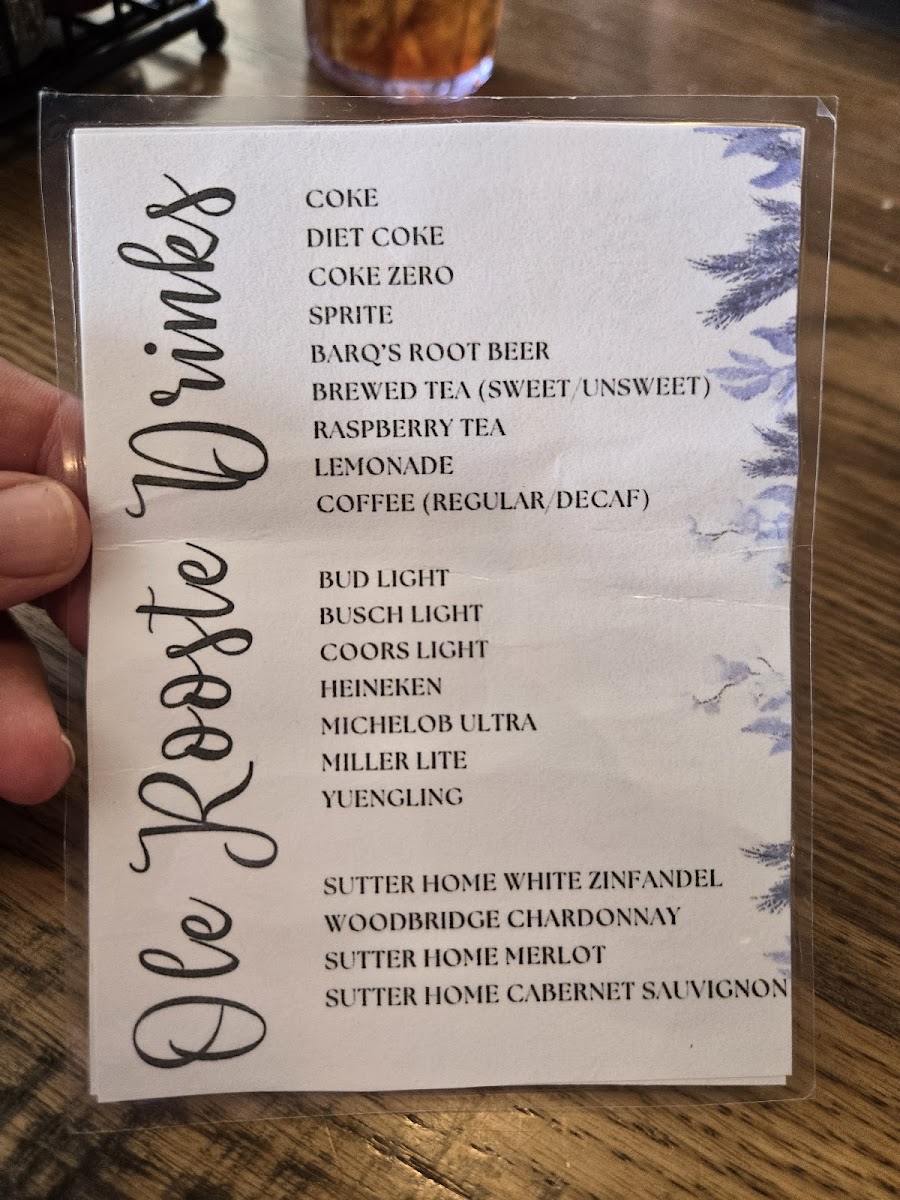 Ole Rooste Drinks
COKE
DIET COKE
COKE ZERO
SPRITE
BARQ'S ROOT BEER
BREWED TEA (SWEET/UNSWEET)
RASPBERRY TEA
LEMONADE
COFFEE (REGULAR/DECAF)
BUD LIGHT
BUSCH LIGHT
COORS LIGHT
HEINEKEN
MICHELOB ULTRA
MILLER LITE
YUENGLING
SUTTER HOME WHITE ZINFANDEL
WOODBRIDGE CHARDONNAY
SUTTER HOME MERLOT
SUTTER HOME CABERNET SAUVIGNON